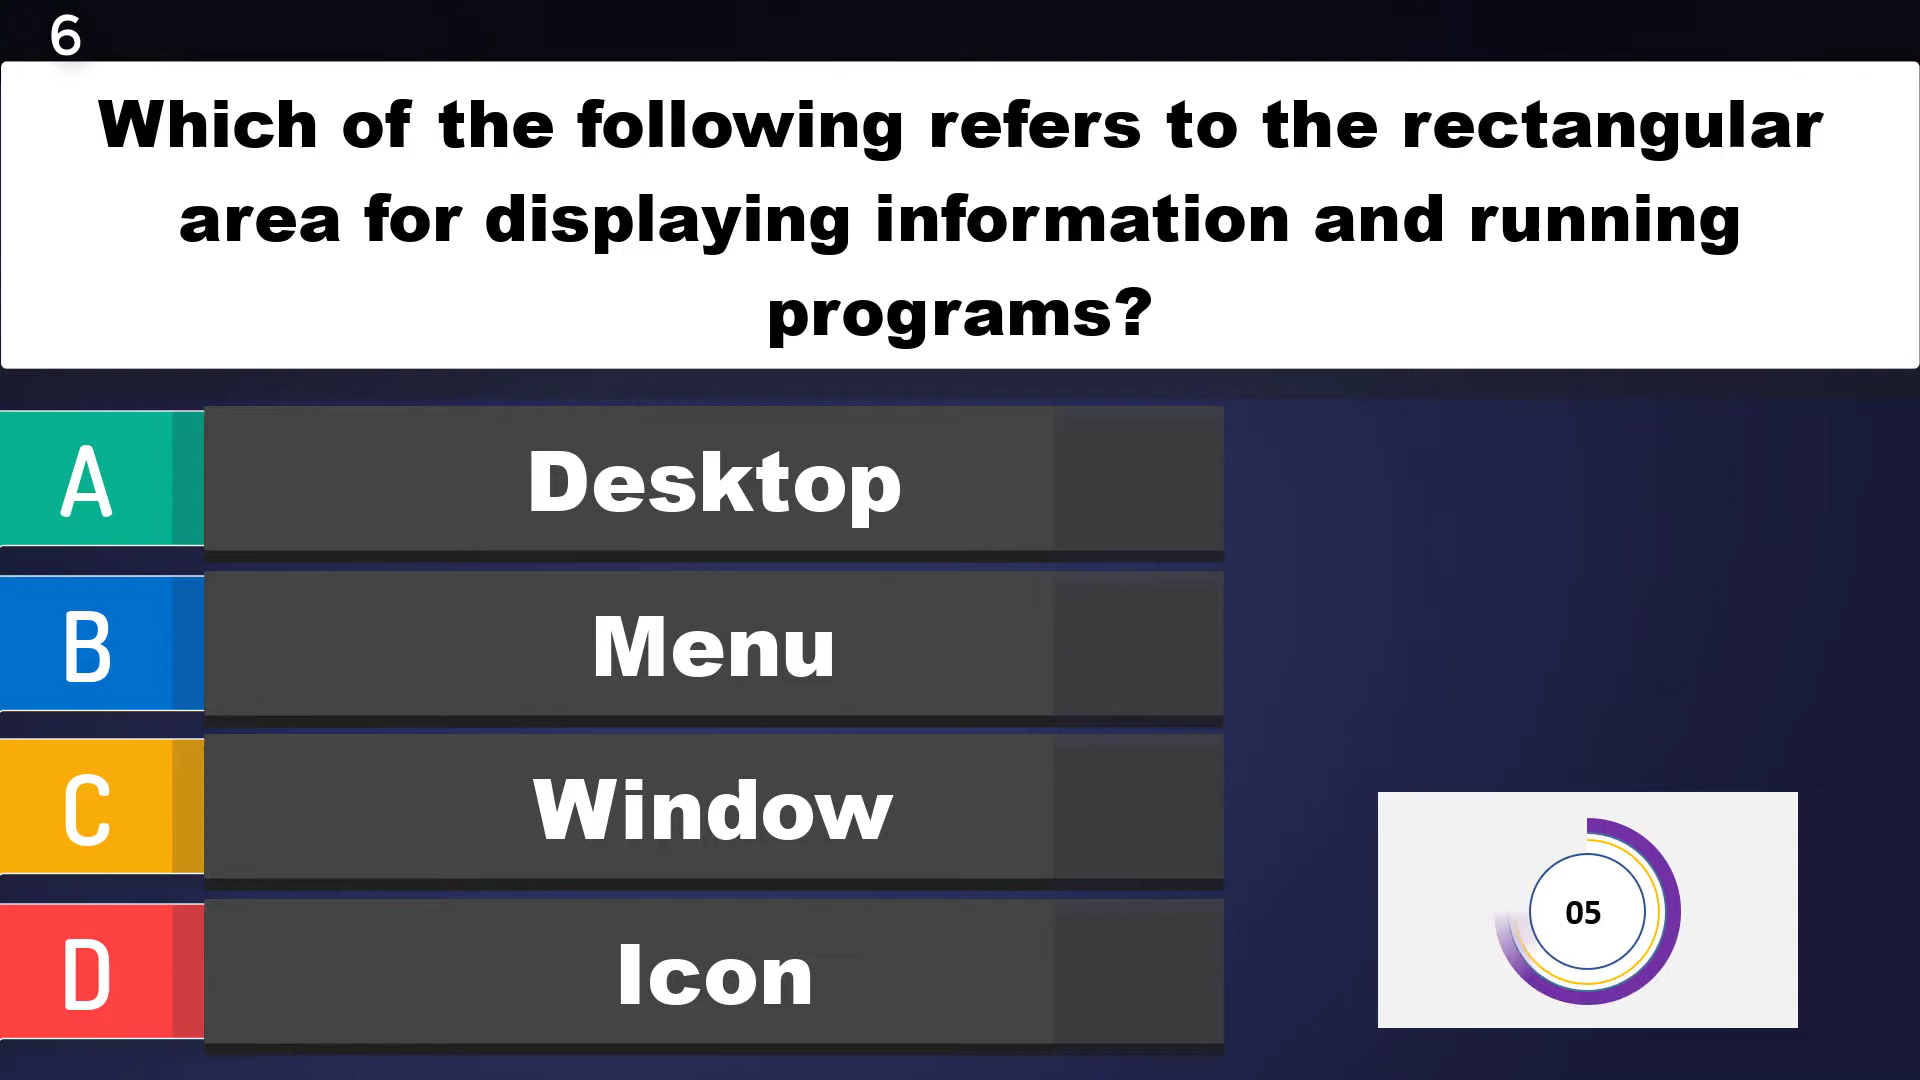 6
Which of the following refers to the rectangular
area for displaying information and running
programs?
A
Desktop
B
Menu
C
Window
D
Icon
05